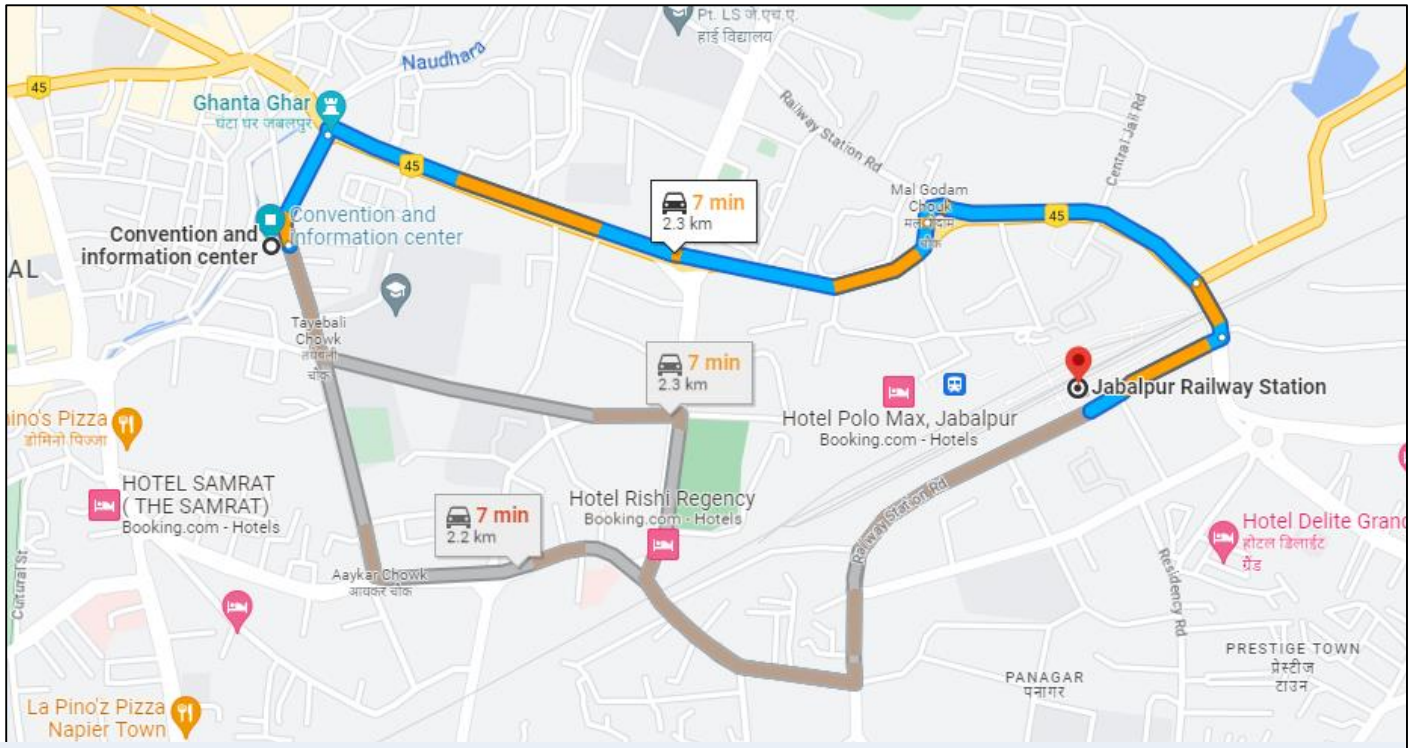 Pt. LS जे.एच.ए.
हाई विद्यालय
Naudhara
45
Ghanta Ghar
घंटा घर जबलपुर
Railway Station Rd
Central Jail Rd
45
7 min
2.3 km
Mal Godam
Chouk
चौक
45
Convention and
information center
Convention and
information center
AL
Tayebali
Chowk
चौक
7 min
2.3 km
Jabalpur Railway Station
Hotel Polo Max, Jabalpur
Booking.com - Hotels
ino's Pizza
डोमिनो पिज्जा
HOTEL SAMRAT
( THE SAMRAT)
Booking.com - Hotels
7 min
2.2 km
Hotel Rishi Regency
Booking.com - Hotels
Railway Station Rd
Hotel Delite Grand
होटल डिलाईट
ग्रैंड
Aaykar Chowk
आयकर चौक
Cultural St
Residency Rd
PRESTIGE TOWN
प्रेस्टीज
टाउन
PANAGAR
पनागर
La Pino'z Pizza
Napier Town